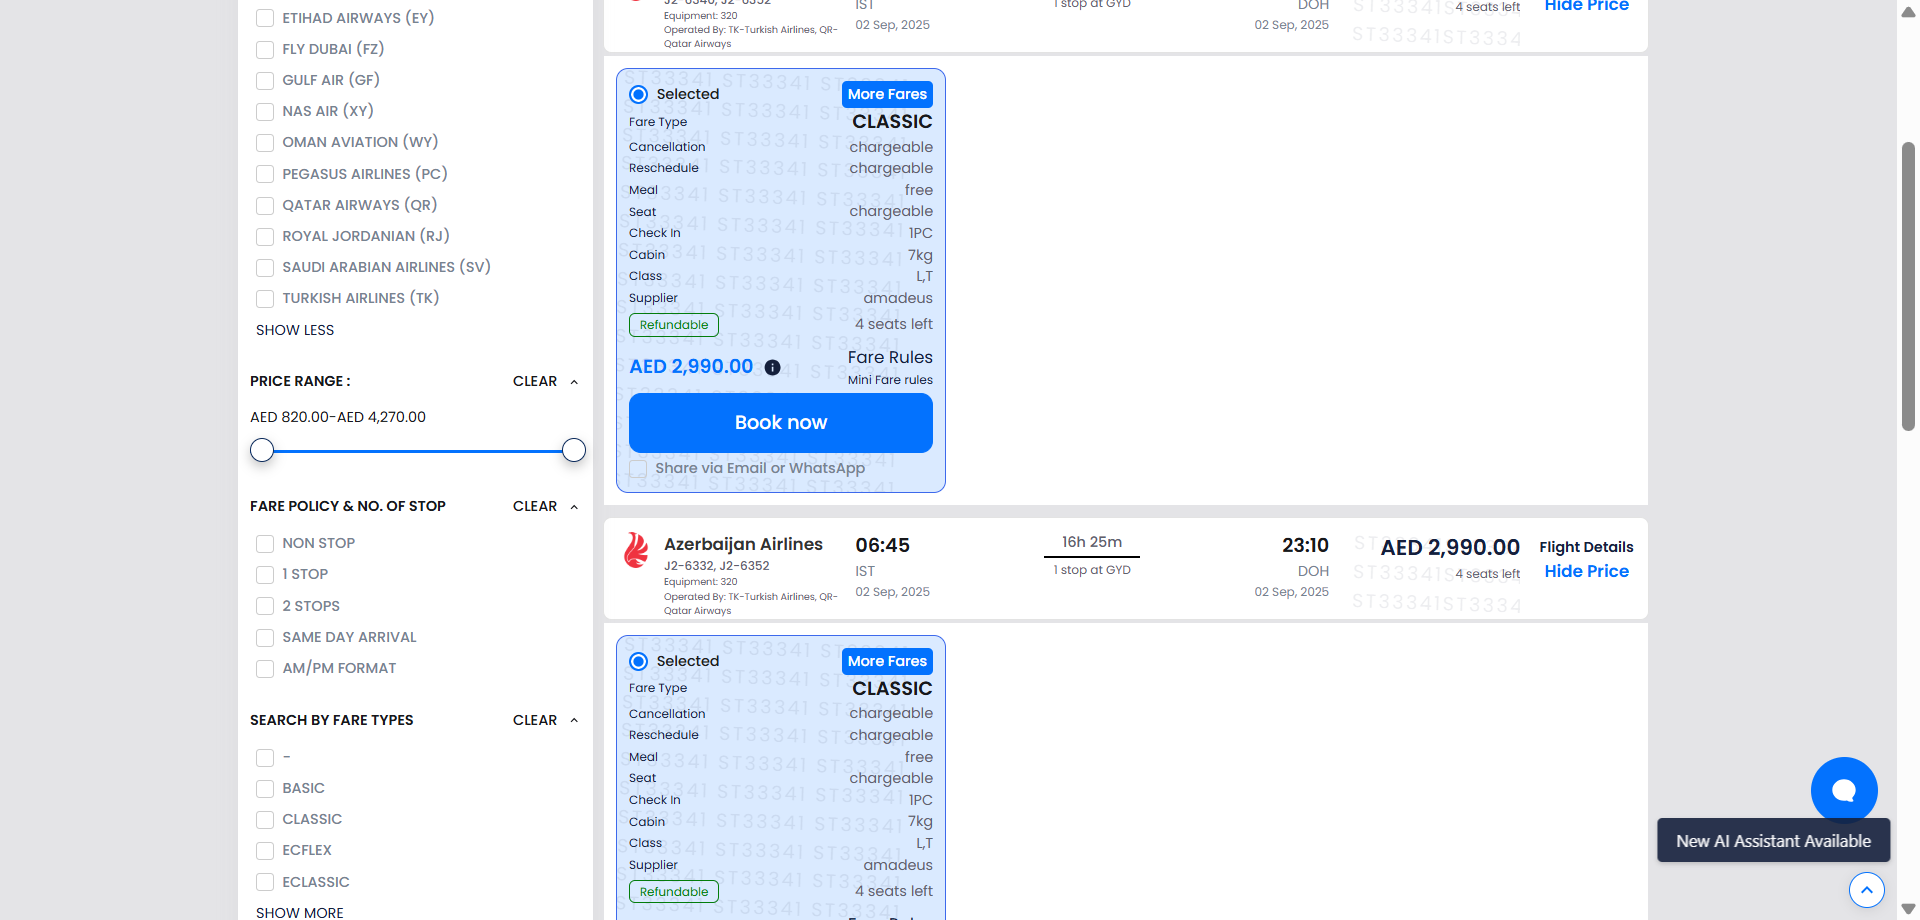 ETIHAD AIRWAYS (EY)
FLY DUBAI (FZ)
GULF AIR (GF)
NAS AIR (XY)
OMAN AVIATION (WY)
PEGASUS AIRLINES (PC)
QATAR AIRWAYS (QR)
ROYAL JORDANIAN (RJ)
SAUDI ARABIAN AIRLINES (SV)
TURKISH AIRLINES (TK)
SHOW LESS
PRICE RANGE : CLEAR
AED 820.00-AED 4,270.00
FARE POLICY & NO. OF STOP CLEAR
NON STOP
1 STOP
2 STOPS
SAME DAY ARRIVAL
AM/PM FORMAT
SEARCH BY FARE TYPES CLEAR
-
BASIC
CLASSIC
ECFLEX
ECLASSIC
SHOW MORE
IST 1 stop at GYD DOH 4 seats left Hide Price
Equipment: 320
Operated By: TK-Turkish Airlines, QR-
Qatar Airways
02 Sep, 2025 02 Sep, 2025
Selected More Fares
Fare Type CLASSIC
Cancellation chargeable
Reschedule chargeable
Meal free
Seat chargeable
Check In 1PC
Cabin 7kg
Class L,T
Supplier amadeus
Refundable 4 seats left
AED 2,990.00 Fare Rules
Mini Fare rules
Book now
Share via Email or WhatsApp
Azerbaijan Airlines 06:45 16h 25m 23:10 AED 2,990.00 Flight Details
J2-6332, J2-6352 IST 1 stop at GYD DOH 4 seats left Hide Price
Equipment: 320
Operated By: TK-Turkish Airlines, QR-
Qatar Airways
02 Sep, 2025 02 Sep, 2025
Selected More Fares
Fare Type CLASSIC
Cancellation chargeable
Reschedule chargeable
Meal free
Seat chargeable
Check In 1PC
Cabin 7kg
Class L,T
Supplier amadeus
Refundable 4 seats left
New AI Assistant Available